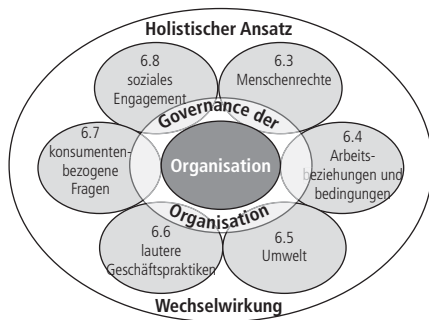 Holistischer Ansatz
6.8
soziales
Engagement
6.3
Menschenrechte
Governance der
6.7
konsumenten-
bezogene
Fragen
Organisation
6.4
Arbeits-
beziehungen und
bedingungen
Organisation
6.6
lautere
Geschäftspraktiken
6.5
Umwelt
Wechselwirkung